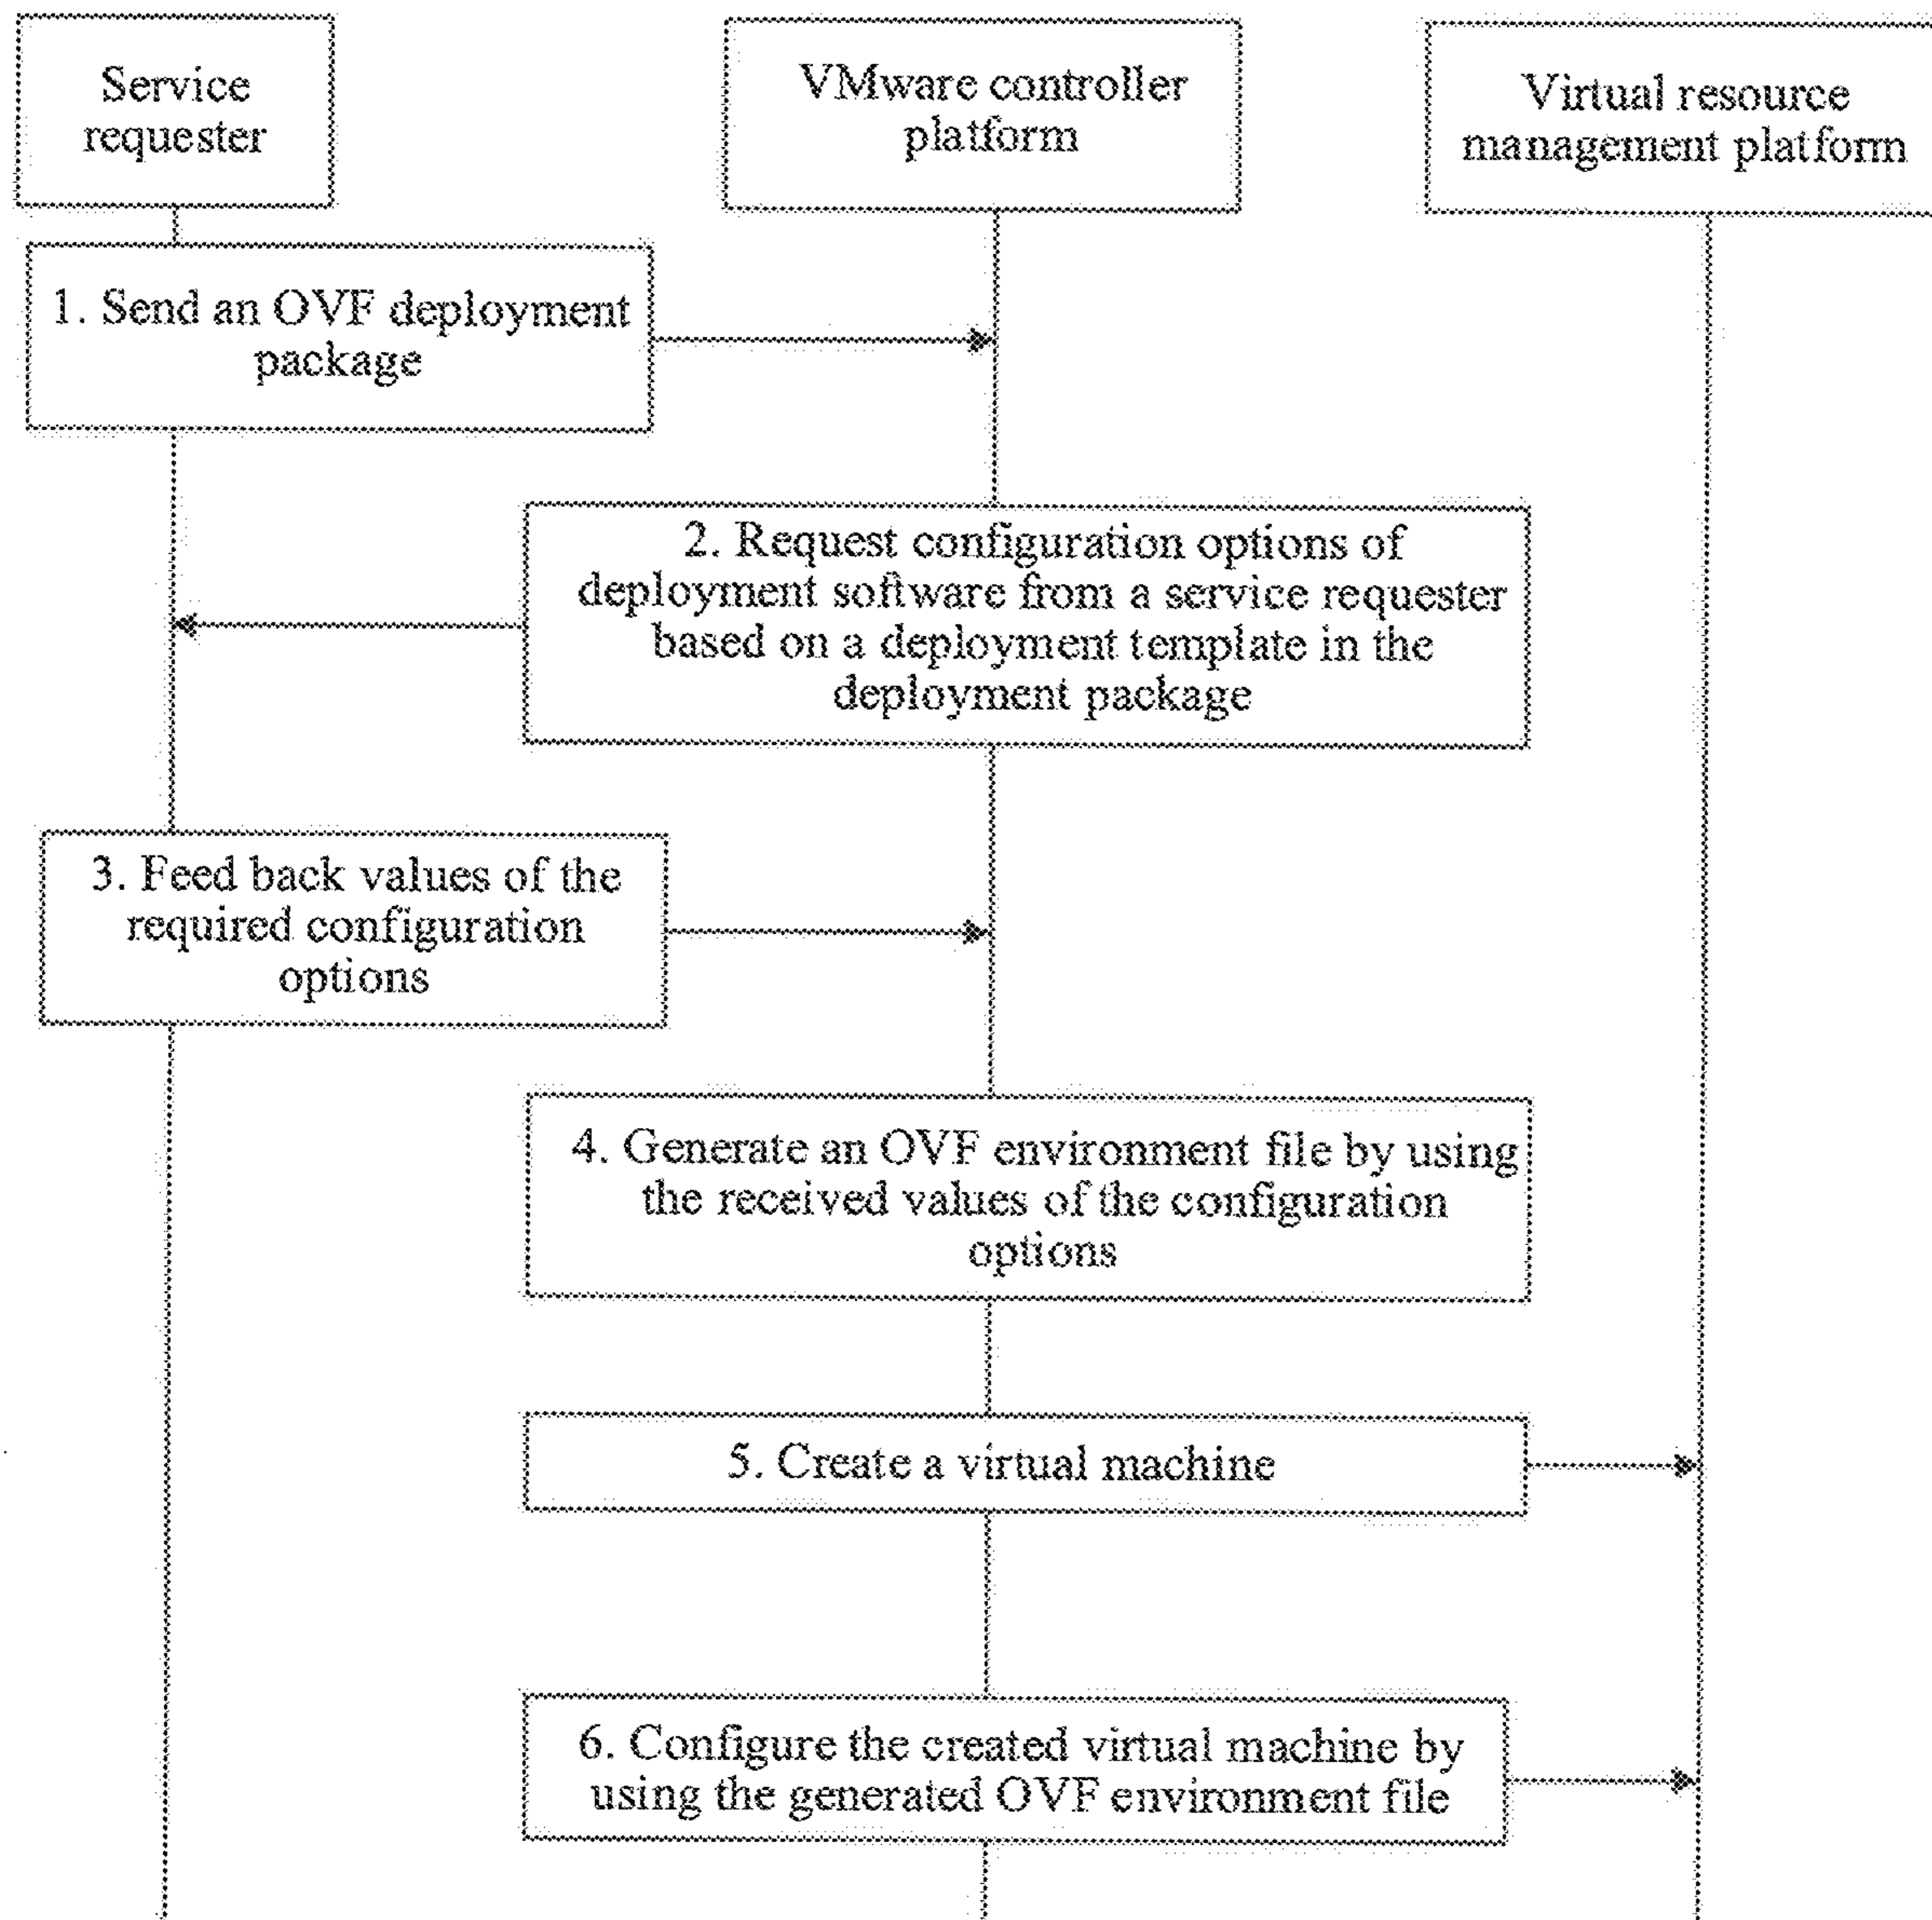 Service
requester
VMware controller
platform
Virtual resource
management platform
1. Send an OVF deployment
package
2. Request configuration options of
deployment software from a service requester
based on a deployment template in the
deployment package
3. Feed back values of the
required configuration
options
4. Generate an OVF environment file by using
the received values of the configuration
options
5. Create a virtual machine
6. Configure the created virtual machine by
using the generated OVF environment file